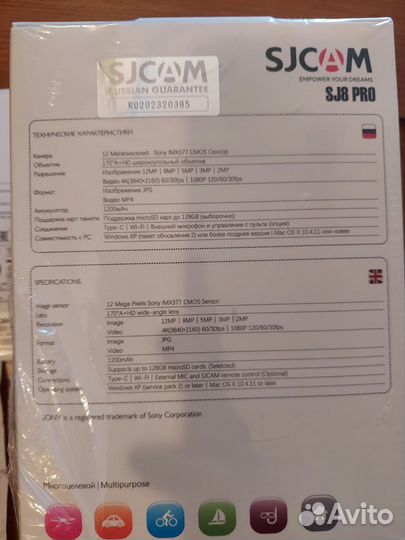 SJCAM
RUSSIAN GUARANTEE
RU202320305
SJCAM
EMPOWER YOUR DREAMS
SJ8 PRO
ТЕХНИЧЕСКИЕ ХАРАКТЕРИСТИКИ
Камера 12 Мегапикселей Sony IMX377 CMOS Сенсор
Объектив 170°A+HD широкоугольный объектив
Разрешение Изображение 12MP | 8MP | 5MP | 3MP | 2MP
Видео 4K(3840*2160) 60/30fps | 1080P 120/60/30fps
Формат Изображение JPG
Видео MP4
Аккумулятор 1200мАч
Поддержка карт памяти Поддержка microSD карт до 128GB (выборочно)
Соединения Type-C | Wi-Fi | Внешний микрофон и управление с пульта (опция)
Совместимость с PC Windows XP (пакет обновления 2) или более поздняя версия | Mac OS X 10.4.11 или новее
SPECIFICATIONS
Image sensor 12 Mega Pixels Sony IMX377 CMOS Sensor
Lens 170°A+HD wide-angle lens
Resolution Image 12MP | 8MP | 5MP | 3MP | 2MP
Video 4K(3840*2160) 60/30fps | 1080P 120/60/30fps
Format Image JPG
Video MP4
Battery 1200mAh
Storage Supports up to 128GB microSD cards. (Selelcted)
Connections Type-C | Wi-Fi | External MIC and SJCAM remote control (Optional)
Operating system Windows XP (service pack 2) or later | Mac OS X 10.4.11 or later
SONY is a registered trademark of Sony Corporation
Многоцелевой | Multipurpose
Avito